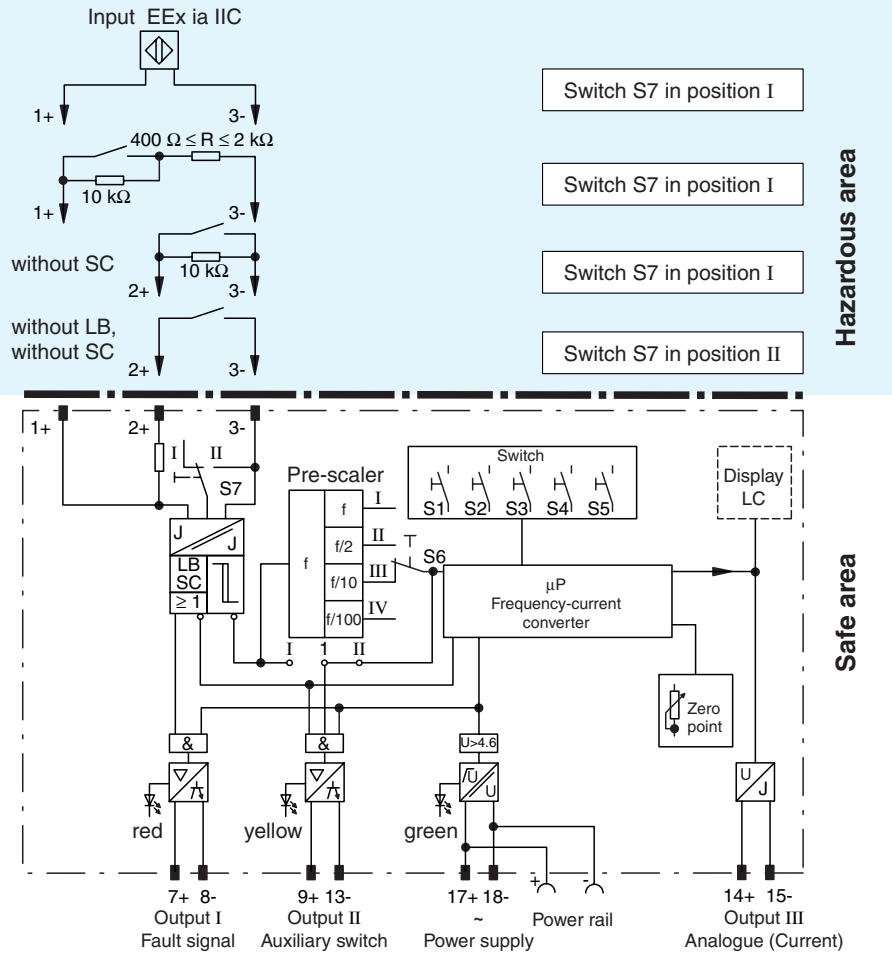 Input EEx ia IIC
1+ 3-
Switch S7 in position I
400 Ω ≤ R ≤ 2 kΩ
10 kΩ
1+ 3-
Switch S7 in position I
without SC
10 kΩ
2+ 3-
Switch S7 in position I
without LB,
without SC
2+ 3-
Switch S7 in position II
Hazardous area
1+ 2+ 3-
I II
S7
Pre-scaler
f
f I
f/2 II
f/10 III
f/100 IV
S6
Switch
S1 S2 S3 S4 S5
Display
LC
J
J
LB
SC
≥ 1
I 1 II
µP
Frequency-current
converter
Zero
point
Safe area
& & U>4.6
U
U
U
J
red yellow green
7+ 8-
Output I
Fault signal
9+ 13-
Output II
Auxiliary switch
17+ 18-
~
Power supply
+ -
Power rail
14+ 15-
Output III
Analogue (Current)